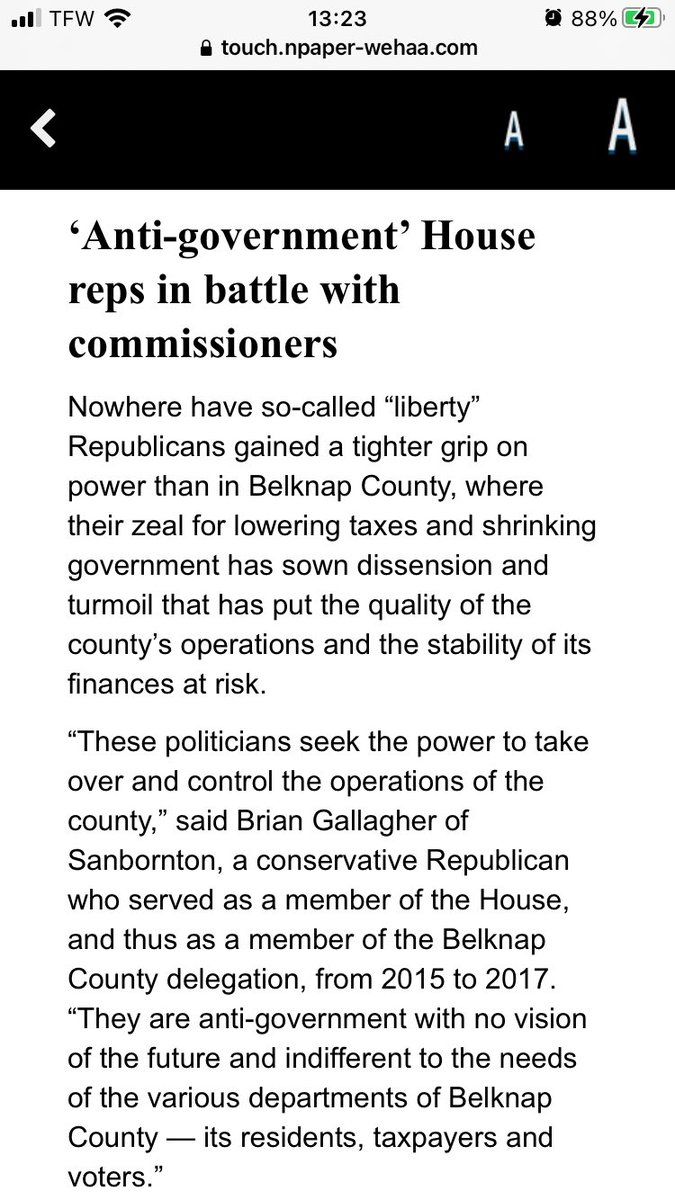 TFW 13:23 88%
touch.npaper-wehaa.com
A A
‘Anti-government’ House
reps in battle with
commissioners
Nowhere have so-called “liberty”
Republicans gained a tighter grip on
power than in Belknap County, where
their zeal for lowering taxes and shrinking
government has sown dissension and
turmoil that has put the quality of the
county’s operations and the stability of its
finances at risk.
“These politicians seek the power to take
over and control the operations of the
county,” said Brian Gallagher of
Sanbornton, a conservative Republican
who served as a member of the House,
and thus as a member of the Belknap
County delegation, from 2015 to 2017.
“They are anti-government with no vision
of the future and indifferent to the needs
of the various departments of Belknap
County — its residents, taxpayers and
voters.”